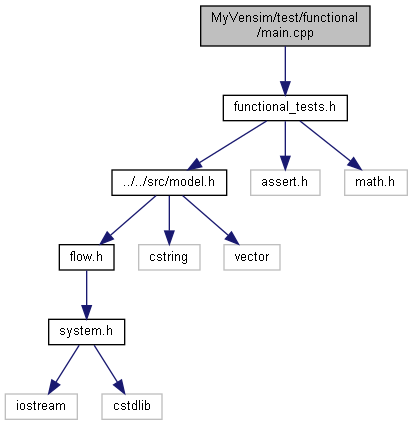 MyVensim/test/functional
/main.cpp
functional_tests.h
../../src/model.h
assert.h
math.h
flow.h
cstring
vector
system.h
iostream
cstdlib